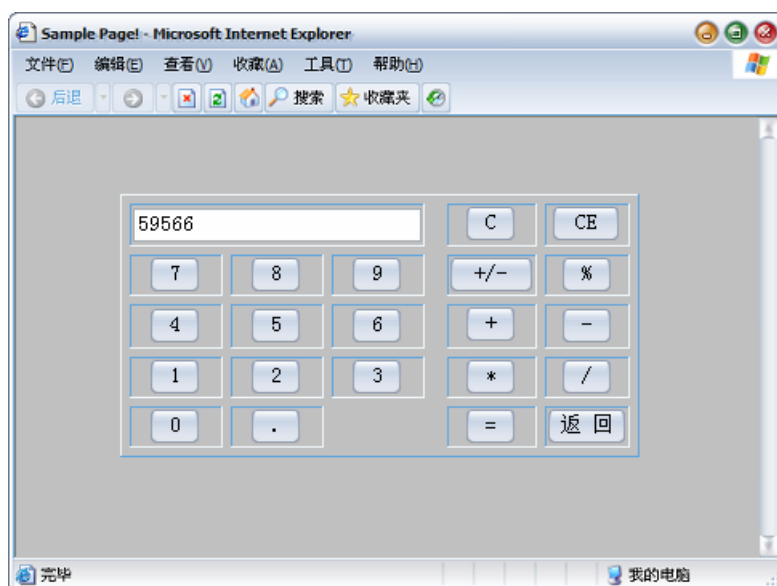 Sample Page! - Microsoft Internet Explorer
文件(F) 编辑(E) 查看(V) 收藏(A) 工具(T) 帮助(H)
后退 搜索 收藏夹
59566 C CE
7 8 9 +/- %
4 5 6 + -
1 2 3 * /
0 . = 返 回
完毕 我的电脑